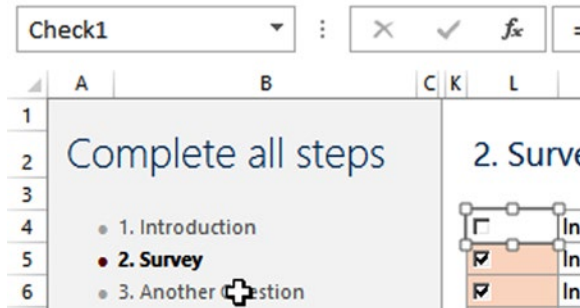 Check1 fx =
A B C K L
1
2 Complete all steps 2. Surve
3
4 1. Introduction In
5 2. Survey In
6 3. Another In